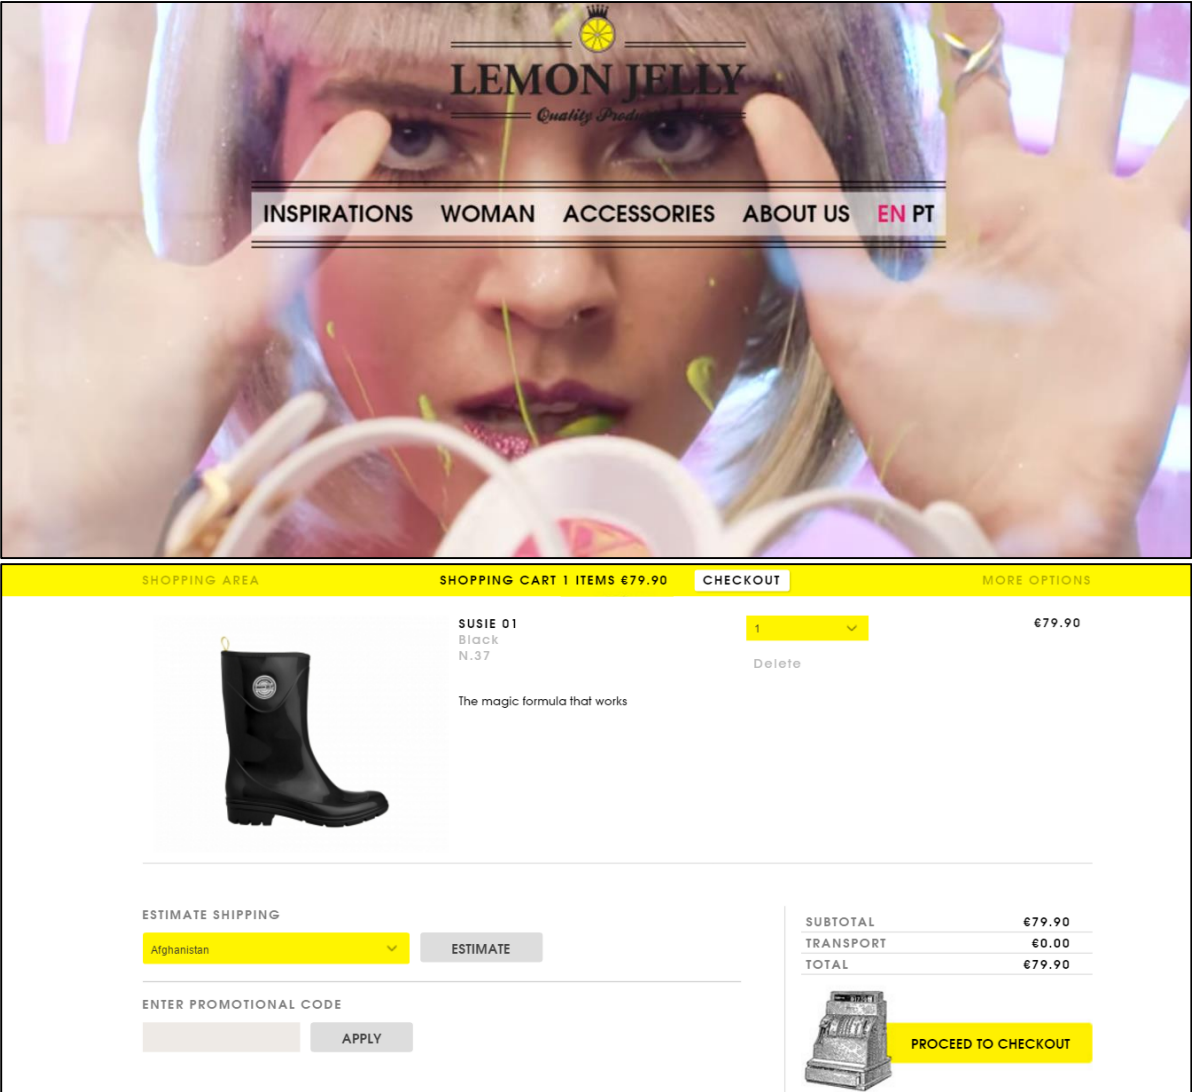 LEMON JELLY
Quality
INSPIRATIONS WOMAN ACCESSORIES ABOUT US EN PT
SHOPPING AREA SHOPPING CART 1 ITEMS €79.90 CHECKOUT MORE OPTIONS
SUSIE 01 1 €79.90
Black
N.37 Delete
The magic formula that works
ESTIMATE SHIPPING
Afghanistan ESTIMATE
ENTER PROMOTIONAL CODE
APPLY
SUBTOTAL €79.90
TRANSPORT €0.00
TOTAL €79.90
PROCEED TO CHECKOUT